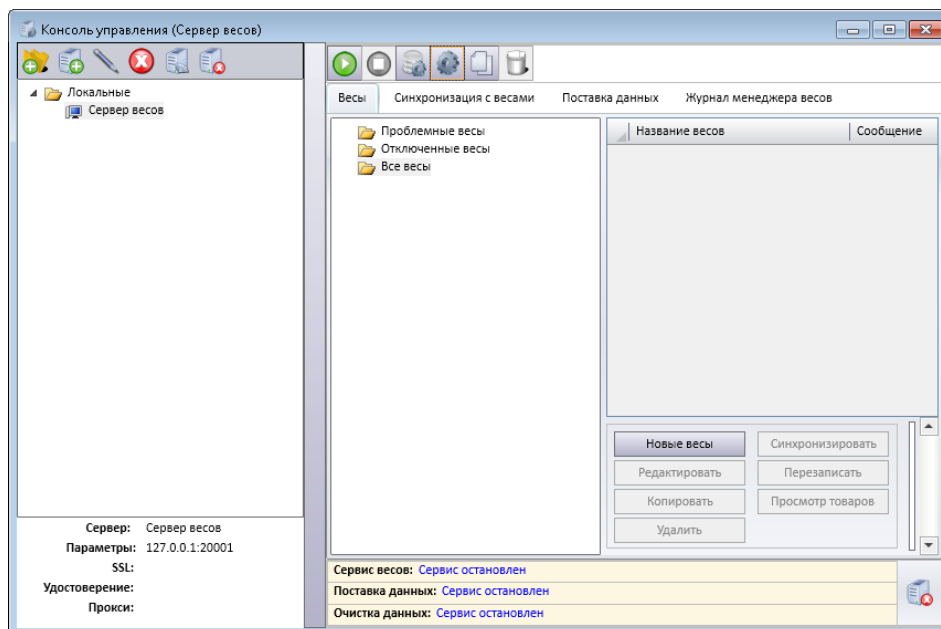 Консоль управления (Сервер весов)
Локальные
Сервер весов
Сервер: Сервер весов
Параметры: 127.0.0.1:20001
SSL:
Удостоверение:
Прокси:
Весы Синхронизация с весами Поставка данных Журнал менеджера весов
Проблемные весы
Отключенные весы
Все весы
Название весов Сообщение
Новые весы Синхронизировать
Редактировать Перезаписать
Копировать Просмотр товаров
Удалить
Сервис весов: Сервис остановлен
Поставка данных: Сервис остановлен
Очистка данных: Сервис остановлен